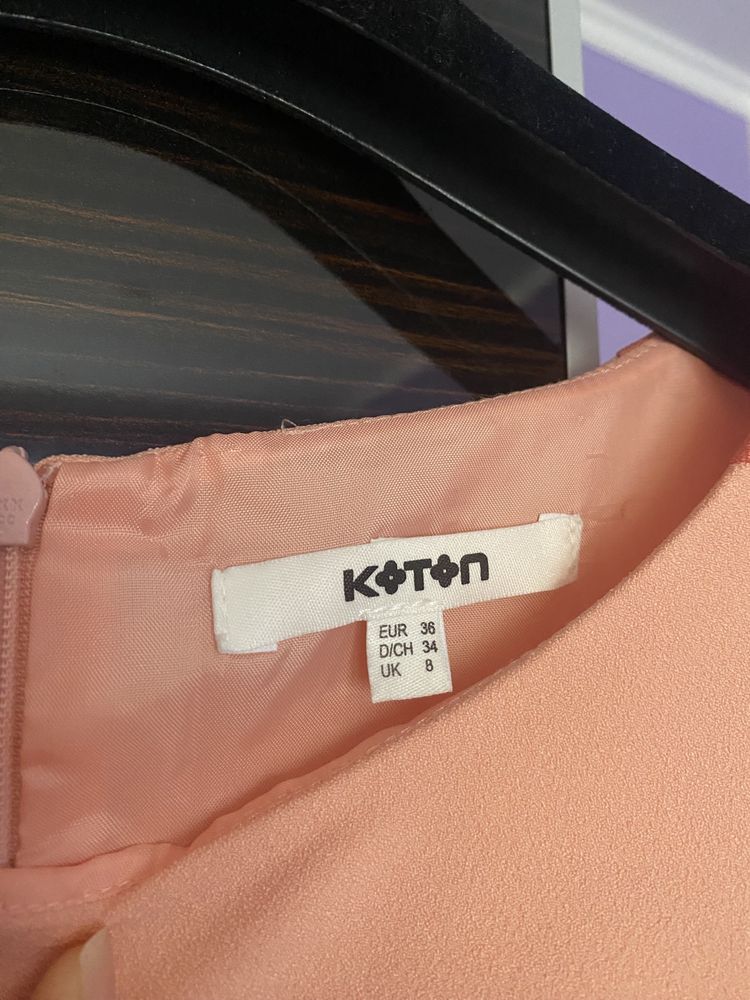 KOTON
EUR 36
D/CH 34
UK 8